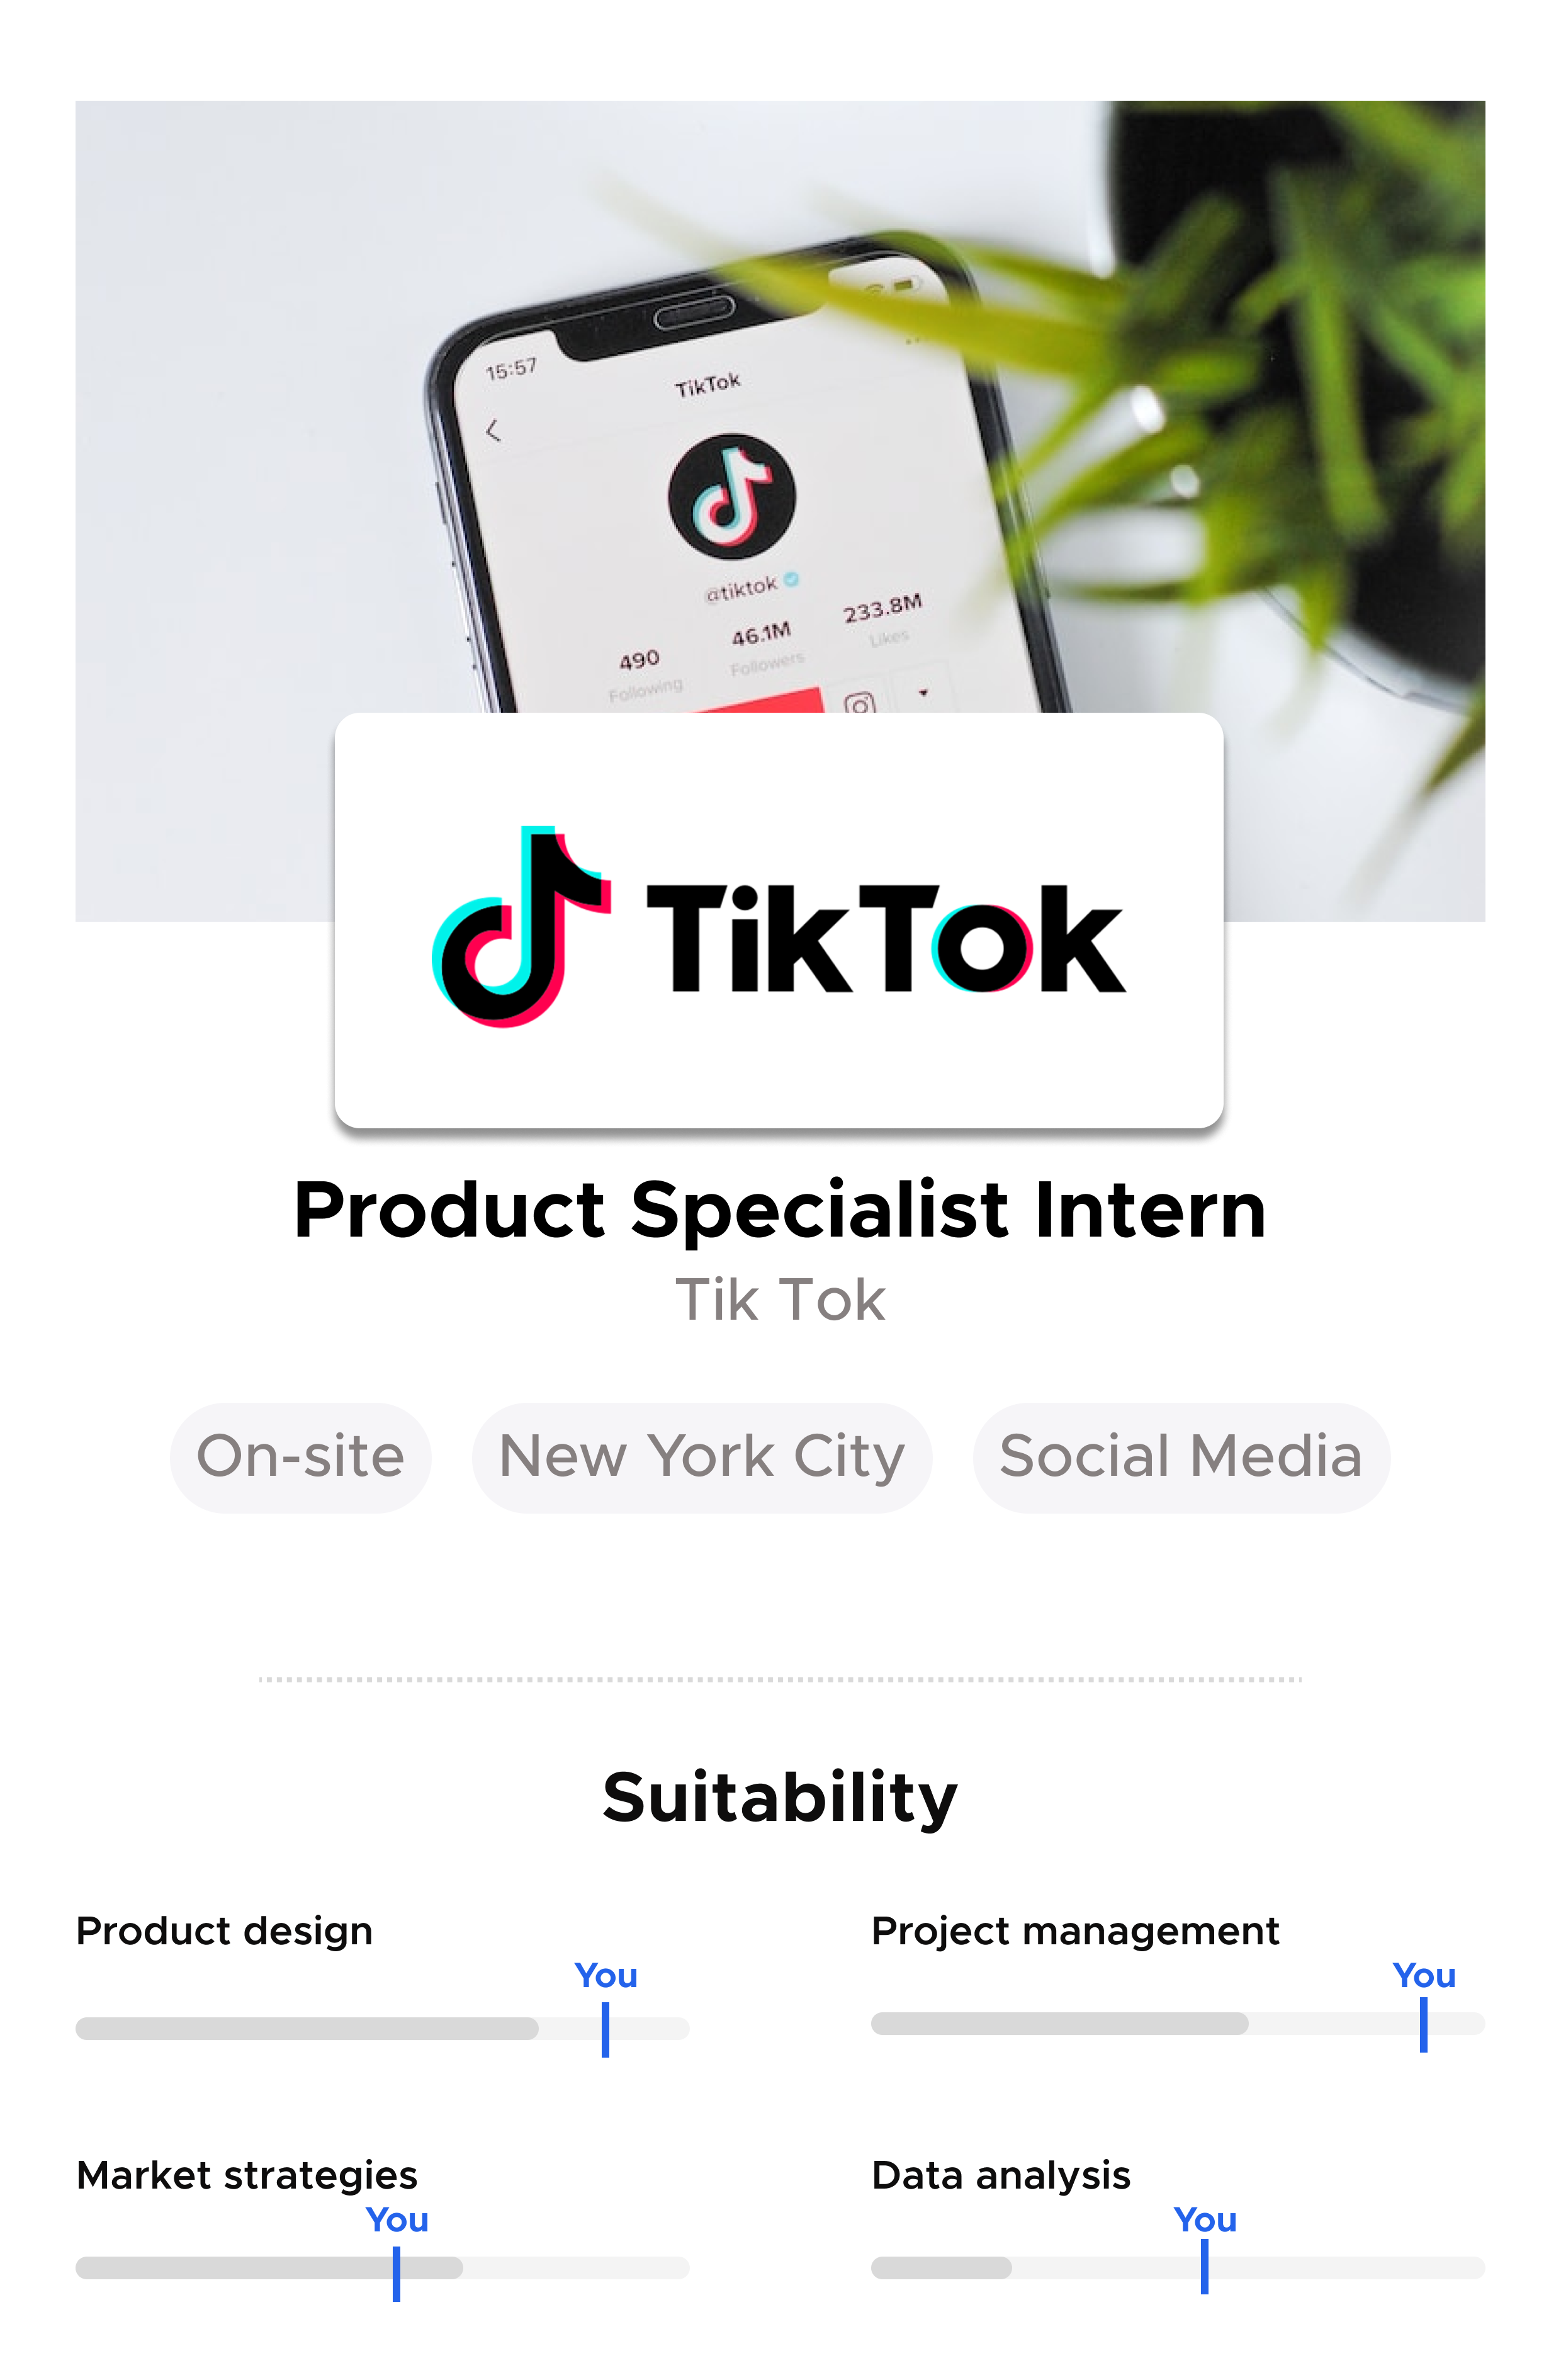 15:57
TikTok
@tiktok
490
Following
46.1M
Followers
233.8M
Likes
TikTok
Product Specialist Intern
Tik Tok
On-site
New York City
Social Media
Suitability
Product design
You
Project management
You
Market strategies
You
Data analysis
You